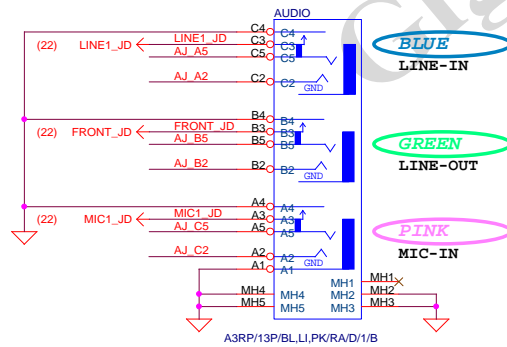 AUDIO
C4 C4
(22) LINE1_JD LINE1_JD C3 C3
AJ_A5 C5 C5
BLUE
LINE-IN
AJ_A2 C2 C2
GND
B4 B4
(22) FRONT_JD FRONT_JD B3 B3
AJ_B5 B5 B5
GREEN
LINE-OUT
AJ_B2 B2 B2
GND
A4 A4
(22) MIC1_JD MIC1_JD A3 A3
AJ_C5 A5 A5
PINK
MIC-IN
AJ_C2 A2 A2
GND
A1 A1
MH1 MH1
MH4 MH4 MH2 MH2
MH5 MH5 MH3 MH3
A3RP/13P/BL,LI,PK/RA/D/1/B